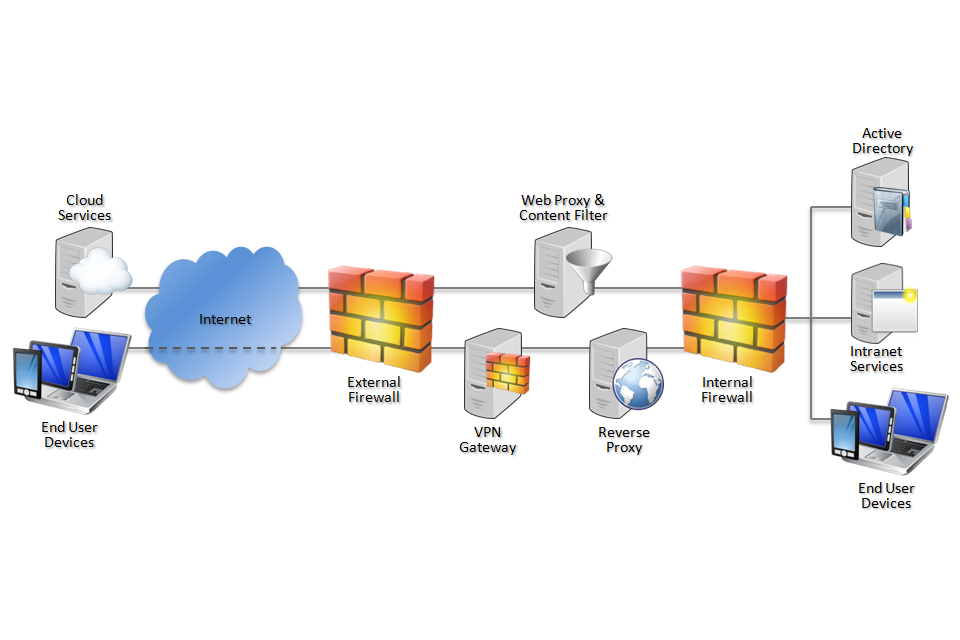 Active
Directory
Cloud
Services
Web Proxy &
Content Filter
Internet
Intranet
Services
External
Firewall
Internal
Firewall
End User
Devices
VPN
Gateway
Reverse
Proxy
End User
Devices